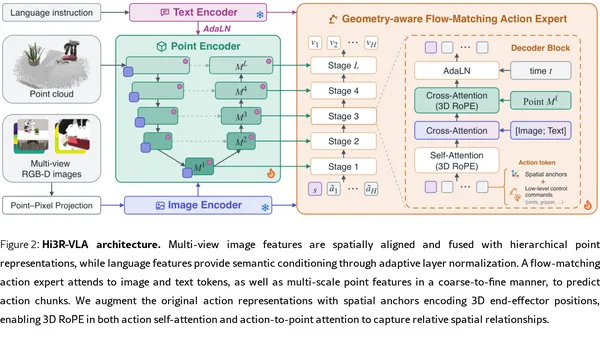 Language instruction
Text Encoder
AdaLN
Point Encoder
Point cloud
M^L
M^4
M^3
M^2
M^1
Multi-view
RGB-D images
Point–Pixel Projection
Image Encoder
Geometry-aware Flow-Matching Action Expert
v_1 v_2 ⋯ v_H
Stage L
Stage 4
Stage 3
Stage 2
Stage 1
s ã_1 ⋯ ã_H
Decoder Block
AdaLN
time t
Cross-Attention
(3D RoPE)
Point M^ℓ
Cross-Attention
[Image; Text]
Self-Attention
(3D RoPE)
Action token
Spatial anchors
+
Low-level control
commands
(joints, gripper, ...)
Figure 2: Hi3R-VLA architecture. Multi-view image features are spatially aligned and fused with hierarchical point
representations, while language features provide semantic conditioning through adaptive layer normalization. A flow-matching
action expert attends to image and text tokens, as well as multi-scale point features in a coarse-to-fine manner, to predict
action chunks. We augment the original action representations with spatial anchors encoding 3D end-effector positions,
enabling 3D RoPE in both action self-attention and action-to-point attention to capture relative spatial relationships.